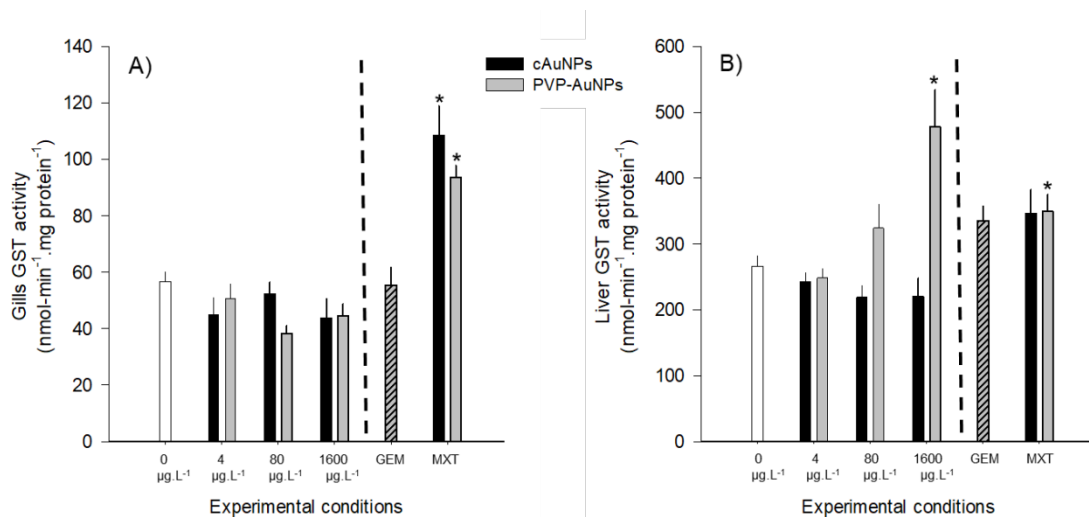 A)
cAuNPs
PVP-AuNPs
Gills GST activity
(nmol-min⁻¹.mg protein⁻¹)
140
120
100
80
60
40
20
0
*
*
0
µg.L⁻¹
4
µg.L⁻¹
80
µg.L⁻¹
1600
µg.L⁻¹
GEM
MXT
Experimental conditions
B)
Liver GST activity
(nmol-min⁻¹.mg protein⁻¹)
600
500
400
300
200
100
0
*
*
0
µg.L⁻¹
4
µg.L⁻¹
80
µg.L⁻¹
1600
µg.L⁻¹
GEM
MXT
Experimental conditions